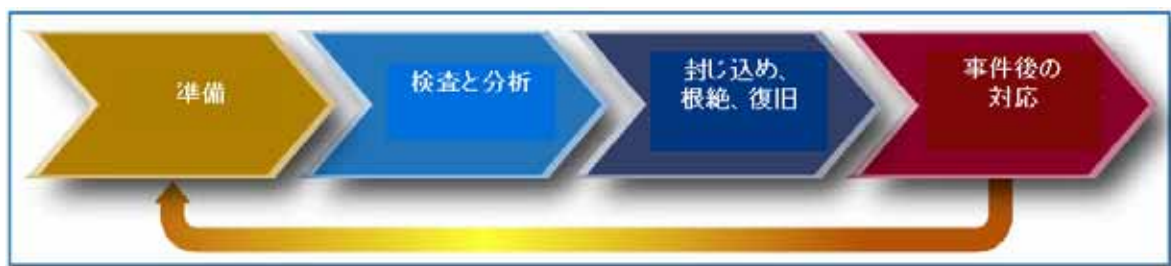 準備
検査と分析
封じ込め、
根絶、復旧
事件後の
対応